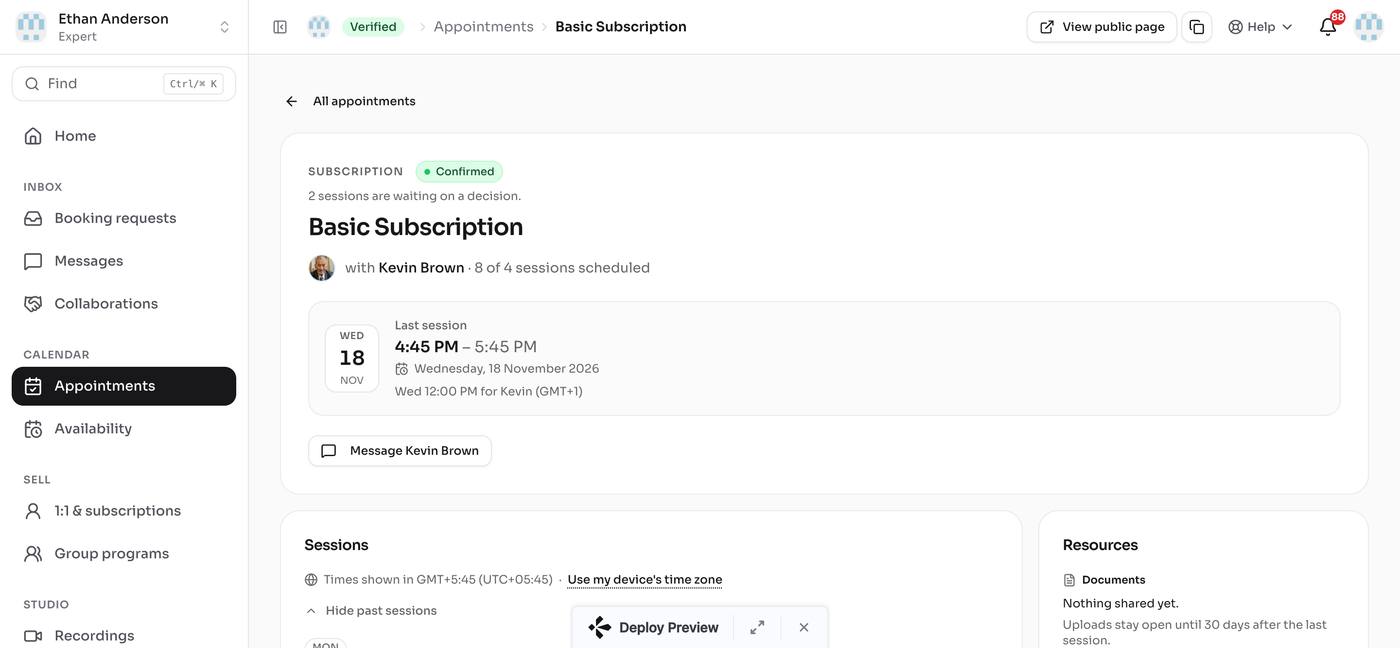 Ethan Anderson
Expert
Verified
Appointments
Basic Subscription
View public page
Help
88
Find
Ctrl/⌘ K
Home
INBOX
Booking requests
Messages
Collaborations
CALENDAR
Appointments
Availability
SELL
1:1 & subscriptions
Group programs
STUDIO
Recordings
All appointments
SUBSCRIPTION
Confirmed
2 sessions are waiting on a decision.
Basic Subscription
with Kevin Brown · 8 of 4 sessions scheduled
WED
18
NOV
Last session
4:45 PM – 5:45 PM
Wednesday, 18 November 2026
Wed 12:00 PM for Kevin (GMT+1)
Message Kevin Brown
Sessions
Times shown in GMT+5:45 (UTC+05:45) · Use my device's time zone
Hide past sessions
MON
Resources
Documents
Nothing shared yet.
Uploads stay open until 30 days after the last
session.
Deploy Preview